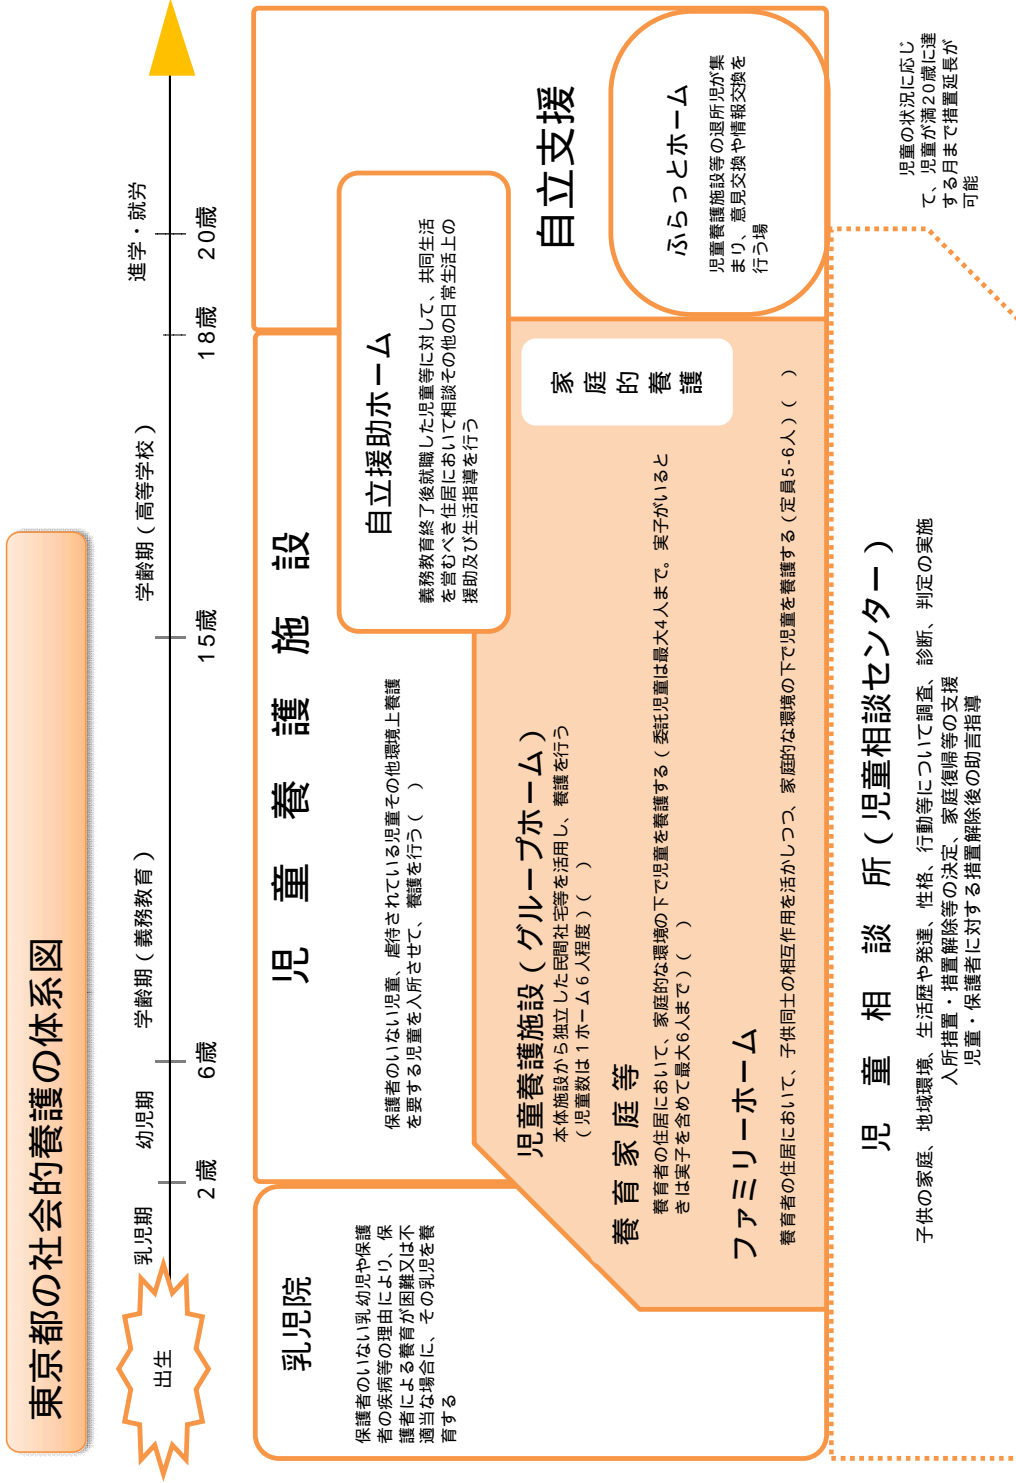 東京都の社会的養護の体系図
出生
乳児期
幼児期
学齢期（義務教育）
学齢期（高等学校）
進学・就労
2歳
6歳
15歳
18歳
20歳
乳児院
保護者のいない乳幼児や保護
者の疾病等の理由により、保
護者による養育が困難又は不
適当な場合に、その乳児を養
育する
児童養護施設
保護者のいない児童、虐待されている児童その他環境上養護
を要する児童を入所させて、養護を行う（　）
自立援助ホーム
義務教育終了後就職した児童等に対して、共同生活
を営むべき住居において相談その他の日常生活上の
援助及び生活指導を行う
自立支援
ふらっとホーム
児童養護施設等の退所児が集
まり、意見交換や情報交換を
行う場
家庭的養護
児童養護施設（グループホーム）
本体施設から独立した民間社宅等を活用し、養護を行う
（児童数は１ホーム６人程度）（　）
養育家庭等
養育者の住居において、家庭的な環境の下で児童を養護する（委託児童は最大4人まで。実子がいると
きは実子を含めて最大6人まで）（　）
ファミリーホーム
養育者の住居において、子供同士の相互作用を活かしつつ、家庭的な環境の下で児童を養護する（定員5-6人）（　）
児童相談所（児童相談センター）
子供の家庭、地域環境、生活歴や発達、性格、行動等について調査、診断、判定の実施
入所措置・措置解除等の決定、家庭復帰等の支援
児童・保護者に対する措置解除後の助言指導
児童の状況に応じ
て、児童が満20歳に達
する月まで措置延長が
可能